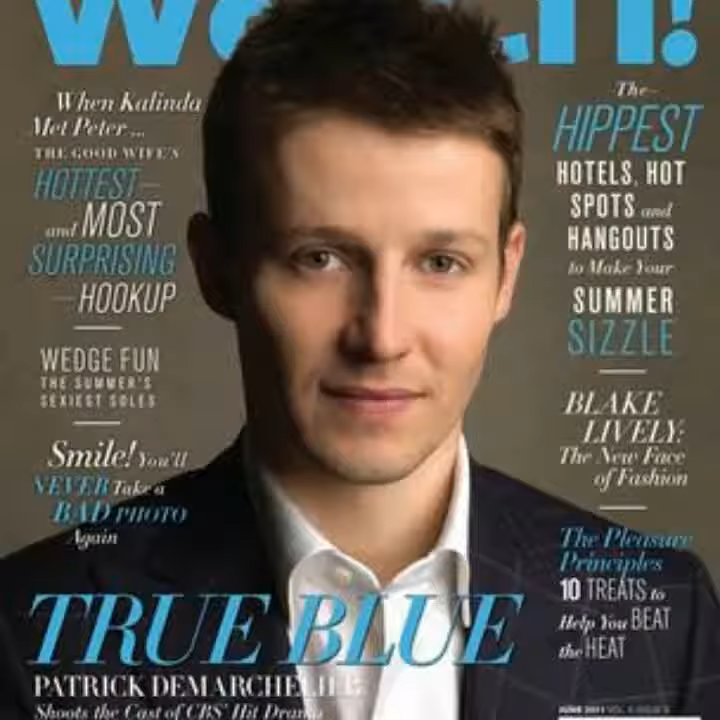 When Kalinda
Met Peter ...
THE GOOD WIFE'S
HOTTEST—
and MOST
SURPRISING
—HOOKUP
WEDGE FUN
THE SUMMER'S
SEXIEST SOLES
Smile! You'll
NEVER Take a
BAD PHOTO
Again
The
HIPPEST
HOTELS, HOT
SPOTS and
HANGOUTS
to Make Your
SUMMER
SIZZLE
BLAKE
LIVELY:
The New Face
of Fashion
The Pleasure
Principles
10 TREATS to
Help You BEAT
the HEAT
TRUE BLUE
PATRICK DEMARCHELIER
Shoots the Cast of CBS' Hit Drama
JUNE 2011